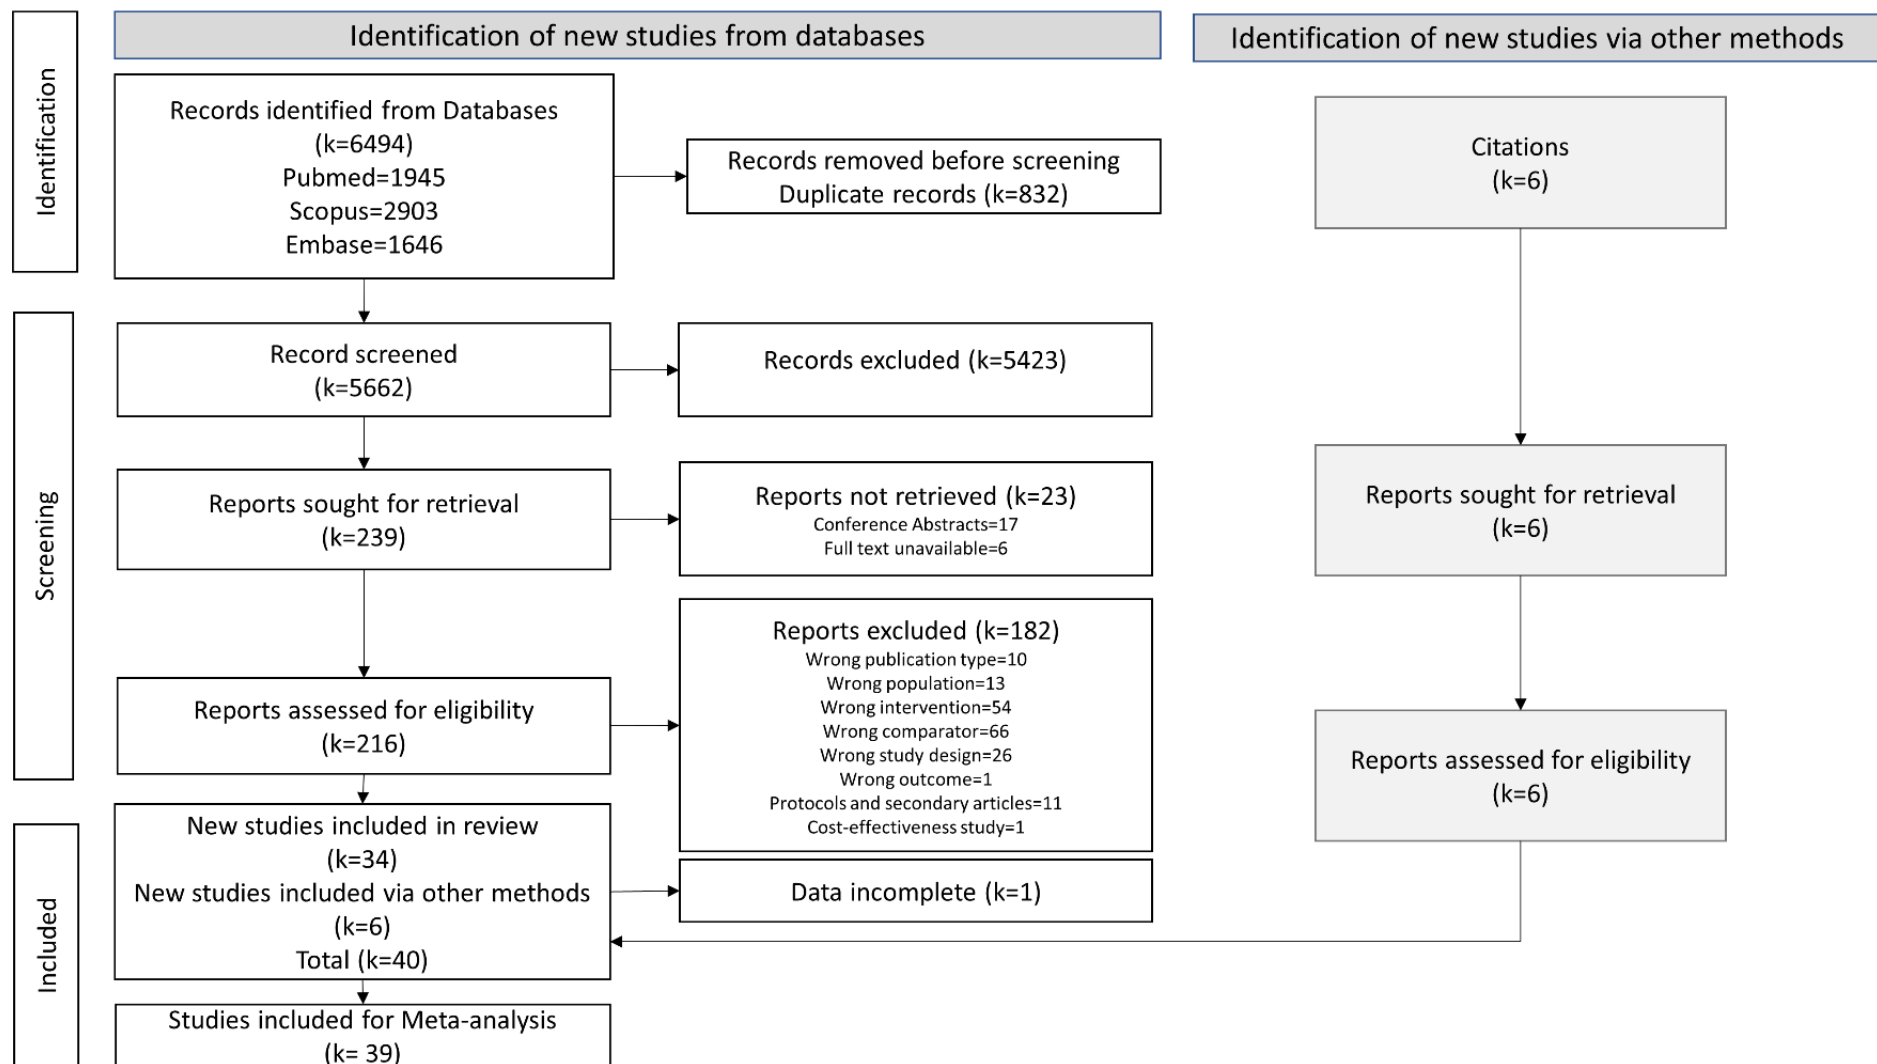 Identification of new studies from databases
Identification of new studies via other methods
Identification
Records identified from Databases
(k=6494)
Pubmed=1945
Scopus=2903
Embase=1646
Records removed before screening
Duplicate records (k=832)
Citations
(k=6)
Screening
Record screened
(k=5662)
Records excluded (k=5423)
Reports sought for retrieval
(k=239)
Reports not retrieved (k=23)
Conference Abstracts=17
Full text unavailable=6
Reports sought for retrieval
(k=6)
Reports assessed for eligibility
(k=216)
Reports excluded (k=182)
Wrong publication type=10
Wrong population=13
Wrong intervention=54
Wrong comparator=66
Wrong study design=26
Wrong outcome=1
Protocols and secondary articles=11
Cost-effectiveness study=1
Reports assessed for eligibility
(k=6)
Included
New studies included in review
(k=34)
New studies included via other methods
(k=6)
Total (k=40)
Data incomplete (k=1)
Studies included for Meta-analysis
(k= 39)